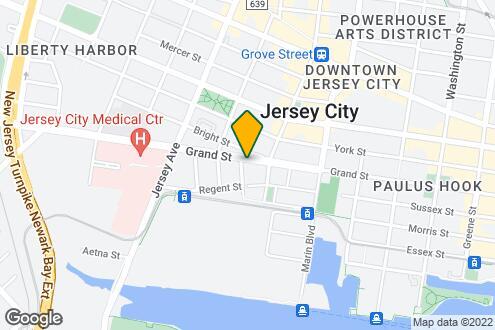 639
POWERHOUSE
ARTS DISTRICT
LIBERTY HARBOR
Mercer St
Grove Street
Washington St
DOWNTOWN
JERSEY CITY
New Jersey Turnpike Newark Bay Ext
Jersey City Medical Ctr
H
Jersey City
Bright St
York St
Grand St
Grand St
Jersey Ave
Regent St
PAULUS HOOK
Sussex St
Morris St
Greene St
Essex St
Aetna St
Marin Blvd
Google
Map data ©2022